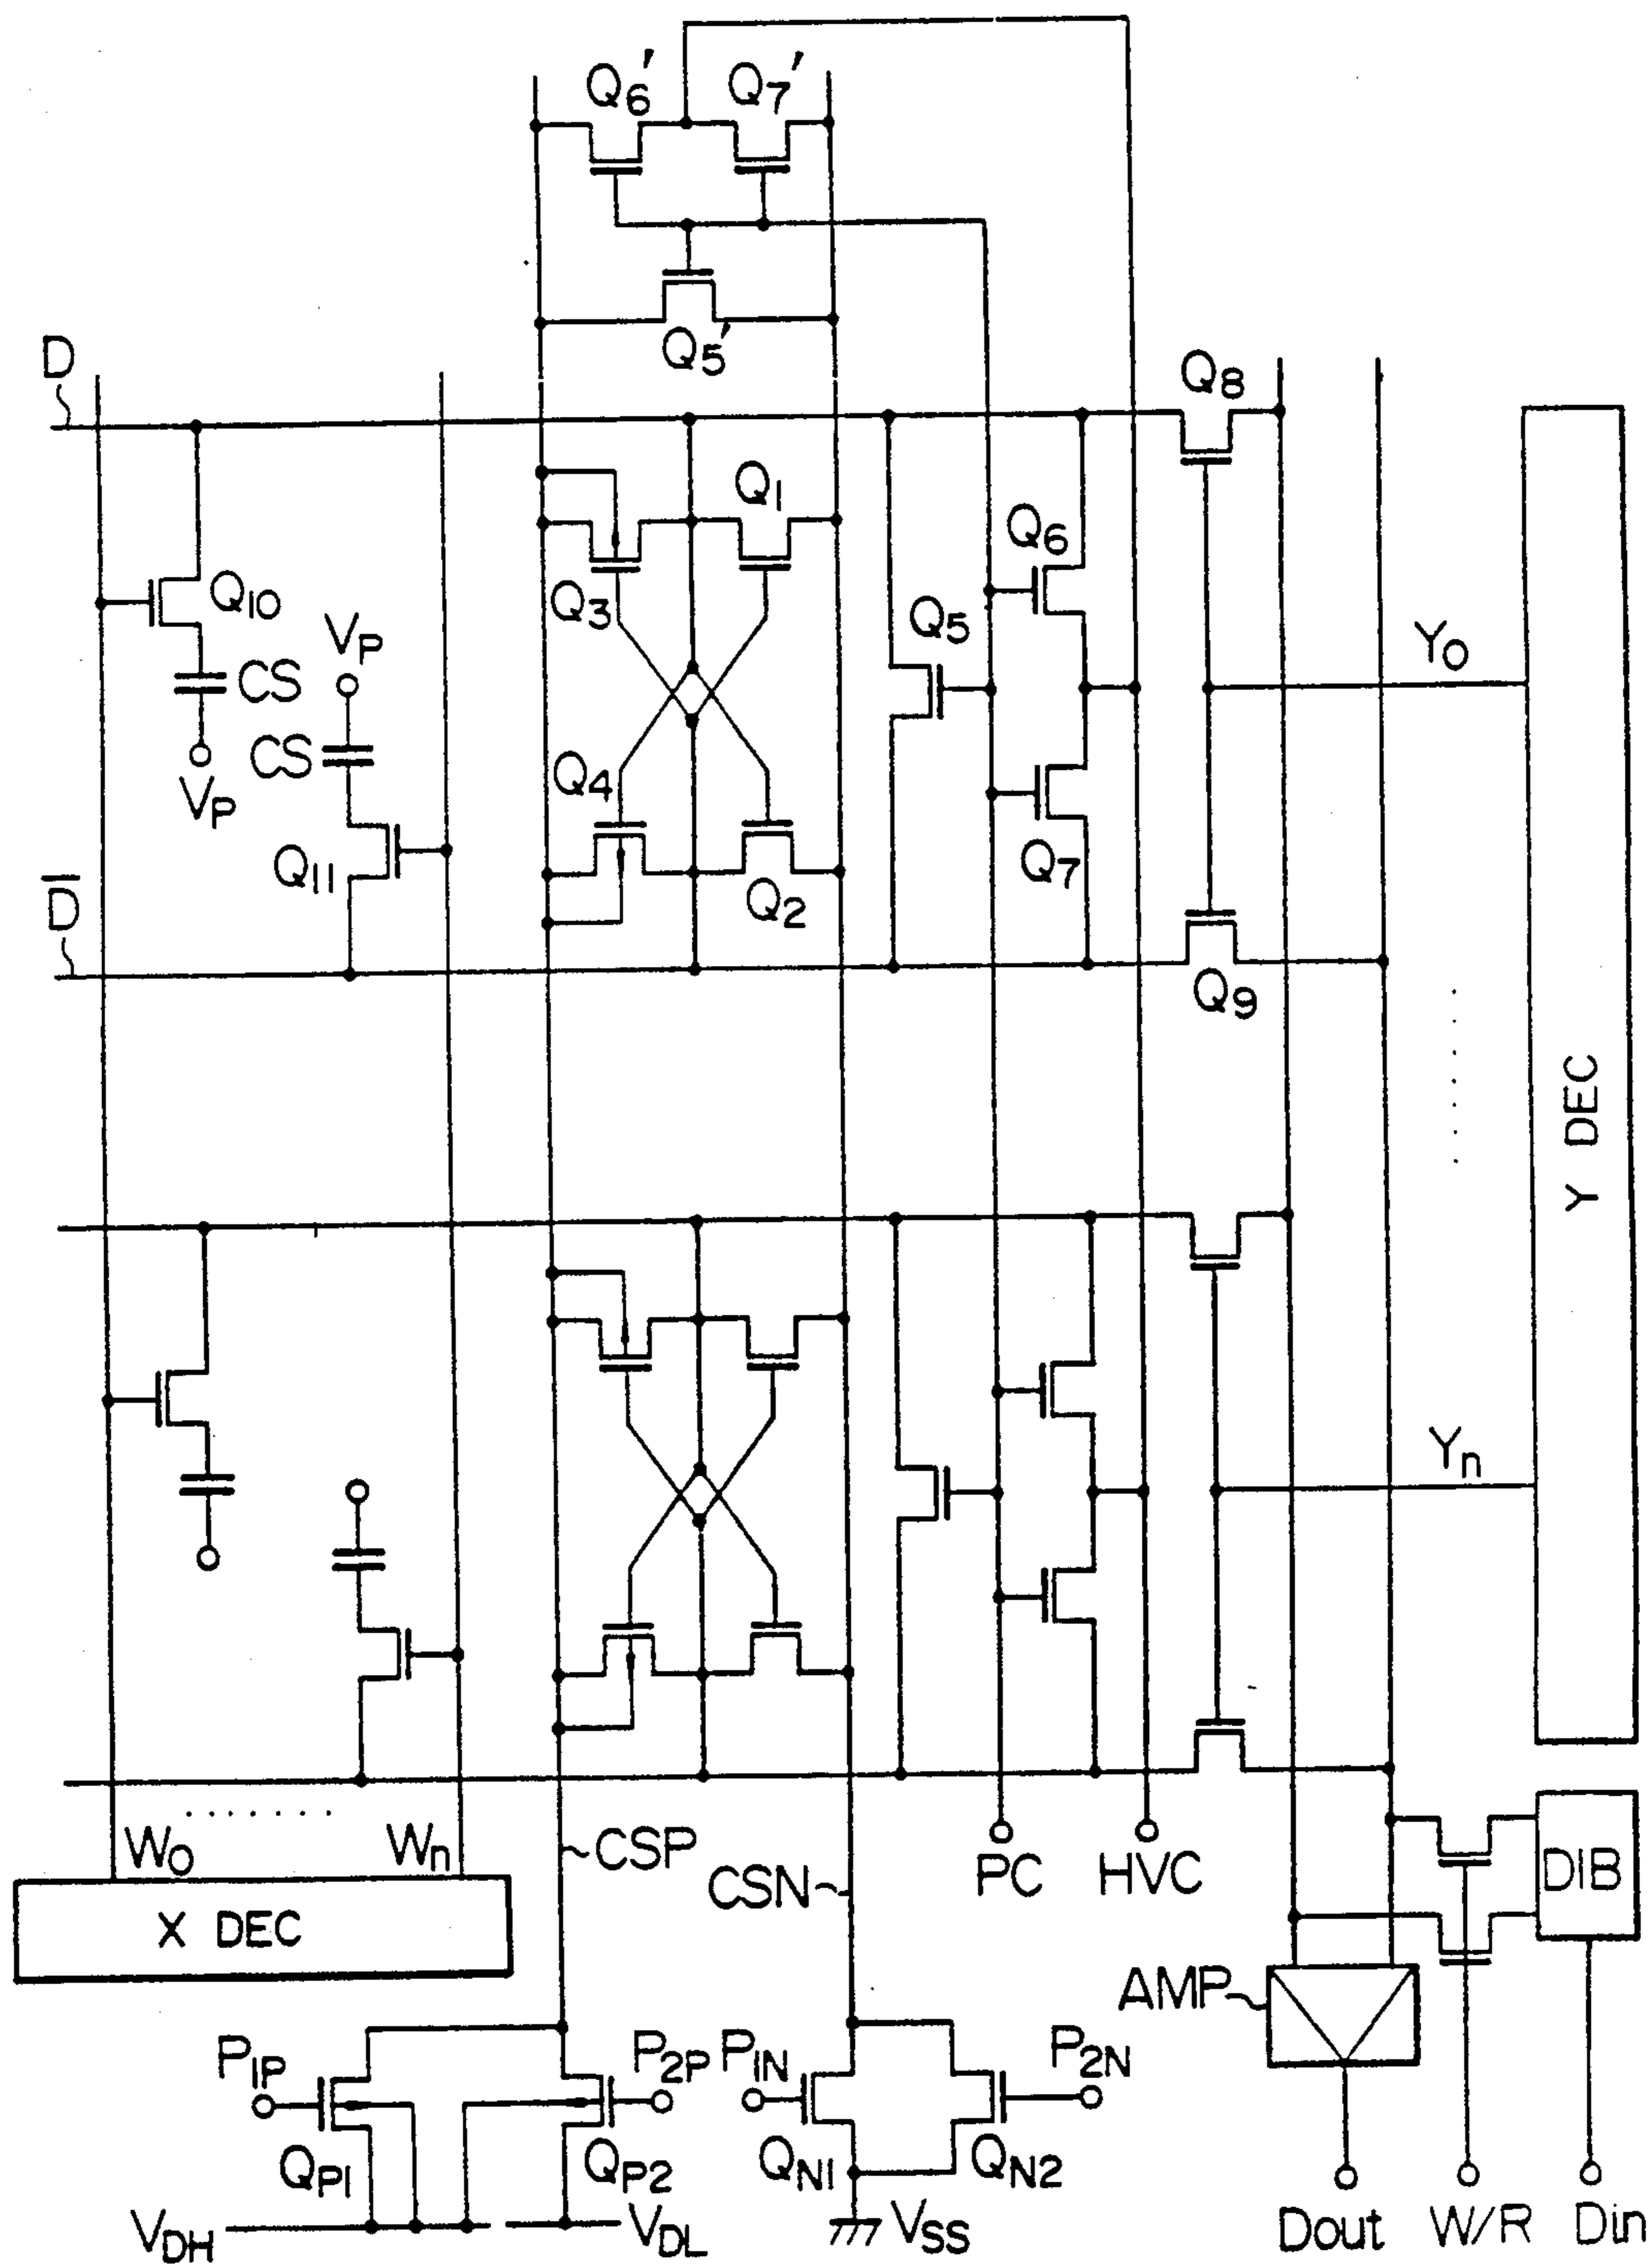 Q6' Q7'
Q5'
D
Q8
Q1
Q6
Q10
Q3
Q5
VP
Y0
CS
CS
Q4
VP
Q11
Q7
D̅
Q2
Q9
Y DEC
Yn
W0 Wn
CSP
CSN
PC HVC
DIB
X DEC
AMP
P1P P2P P1N P2N
QP1 QP2 QN1 QN2
VDH VDL VSS
Dout W/R Din